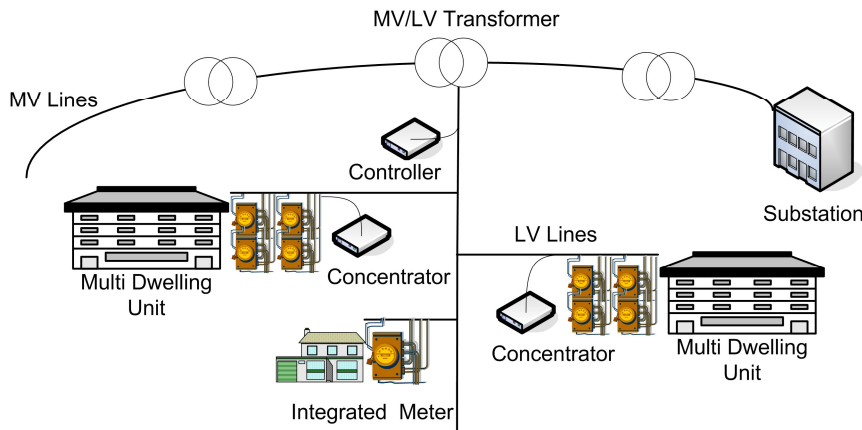 MV/LV Transformer
MV Lines
Controller
Substation
LV Lines
Concentrator
Multi Dwelling
Unit
Concentrator
Multi Dwelling
Unit
Integrated Meter